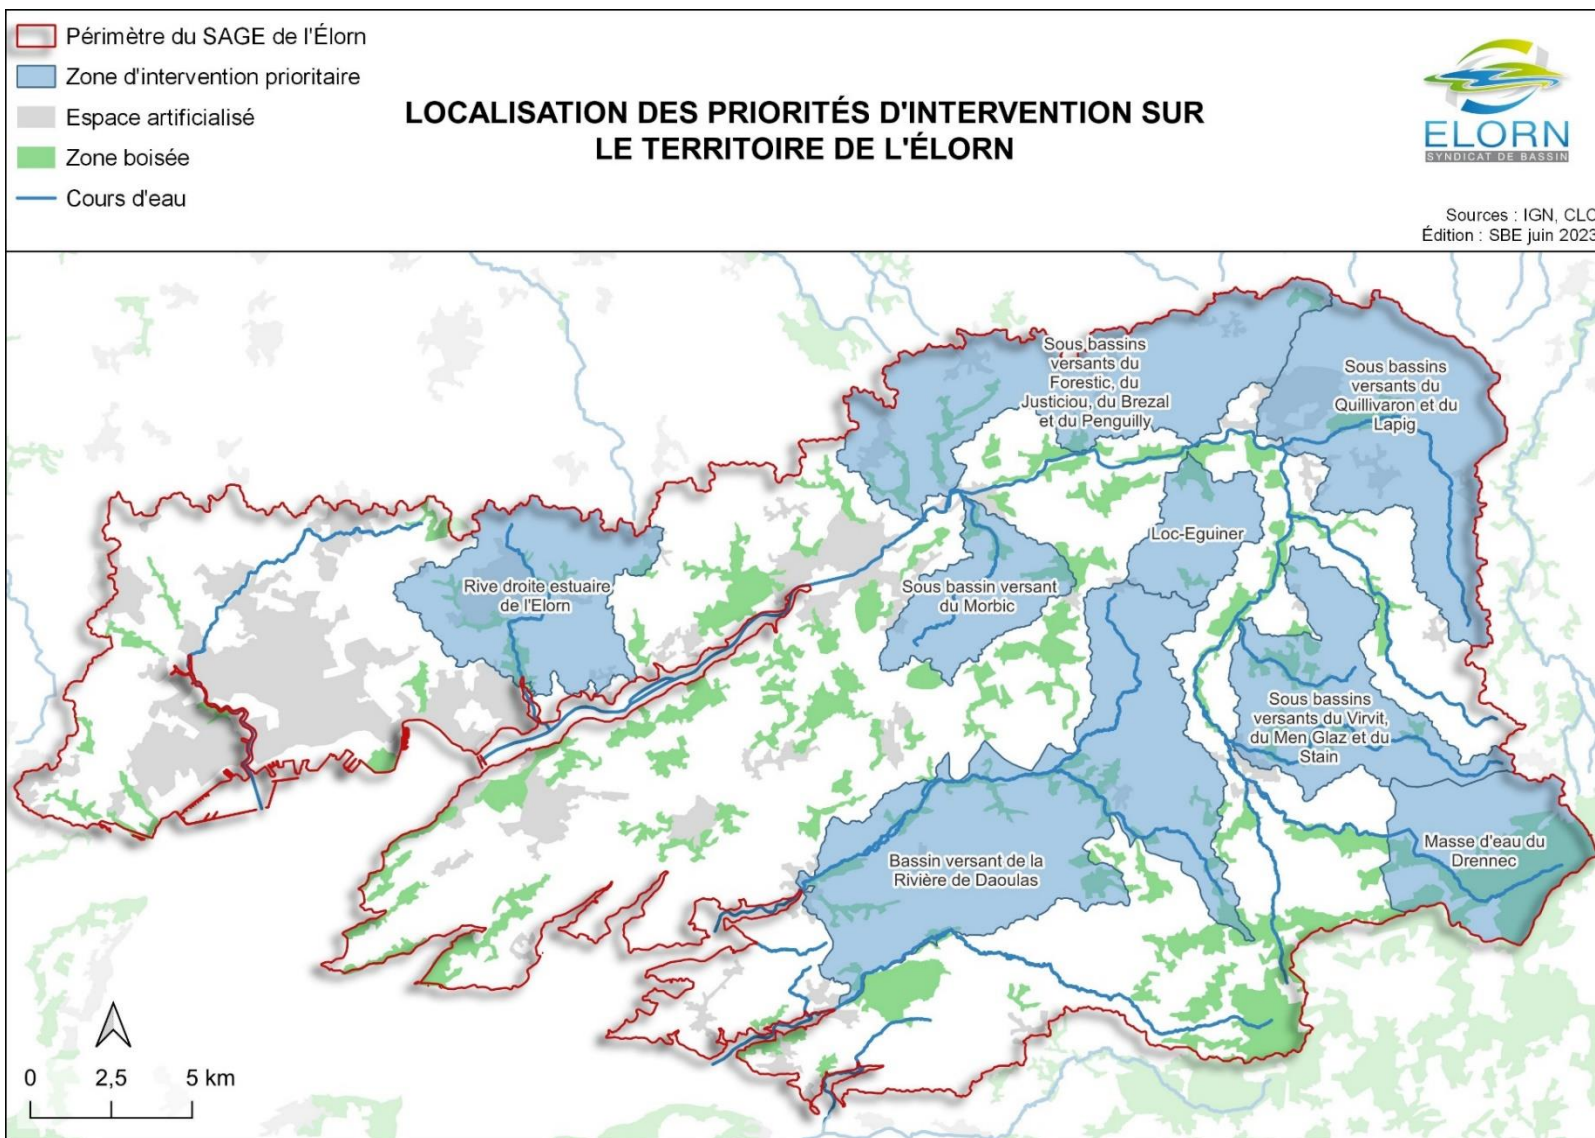 Périmètre du SAGE de l'Élorn
Zone d'intervention prioritaire
Espace artificialisé
Zone boisée
Cours d'eau
LOCALISATION DES PRIORITÉS D'INTERVENTION SUR
LE TERRITOIRE DE L'ÉLORN
ELORN
SYNDICAT DE BASSIN
Sources : IGN, CLC
Édition : SBE juin 2023
Sous bassins
versants du
Forestic, du
Justiciou, du Brezal
et du Penguilly
Sous bassins
versants du
Quillivaron et du
Lapig
Loc-Eguiner
Rive droite estuaire
de l'Elorn
Sous bassin versant
du Morbic
Sous bassins
versants du Virvit,
du Men Glaz et du
Stain
Masse d'eau du
Drennec
Bassin versant de la
Rivière de Daoulas
0 2,5 5 km